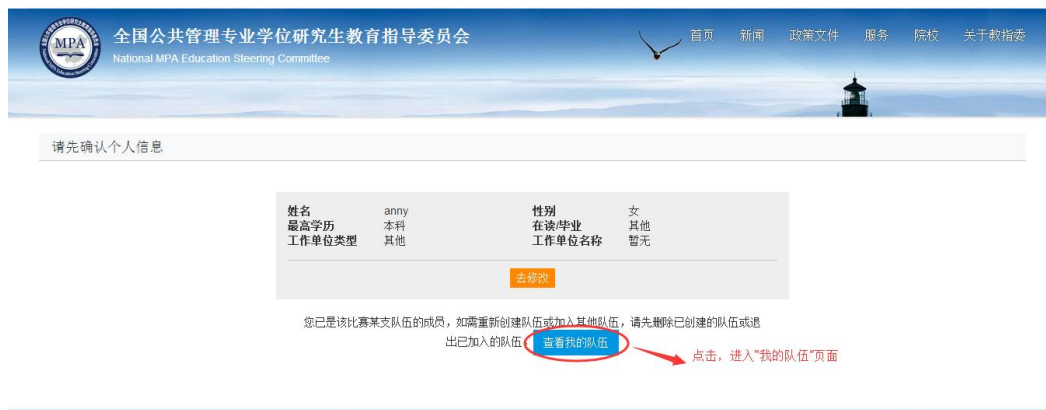 MPA
全国公共管理专业学位研究生教育指导委员会
National MPA Education Steering Committee
首页 新闻 政策文件 服务 院校 关于教指委
请先确认个人信息
姓名 anny 性别 女
最高学历 本科 在读/毕业 其他
工作单位类型 其他 工作单位名称 暂无
去修改
您已是该比赛某支队伍的成员，如需重新创建队伍或加入其他队伍，请先删除已创建的队伍或退
出已加入的队伍。 查看我的队伍
点击，进入“我的队伍”页面